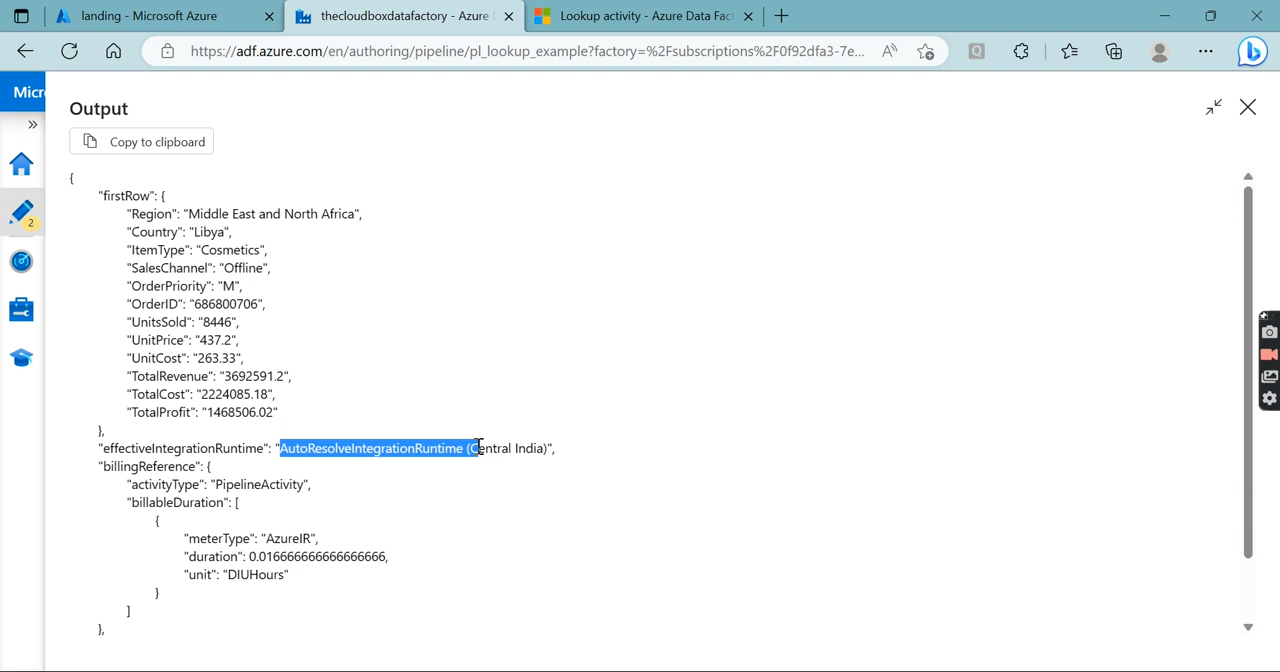 landing - Microsoft Azure
thecloudboxdatafactory - Azure
Lookup activity - Azure Data Fac
https://adf.azure.com/en/authoring/pipeline/pl_lookup_example?factory=%2Fsubscriptions%2F0f92dfa3-7e...
Micr
Output
Copy to clipboard
{
"firstRow": {
"Region": "Middle East and North Africa",
"Country": "Libya",
"ItemType": "Cosmetics",
"SalesChannel": "Offline",
"OrderPriority": "M",
"OrderID": "686800706",
"UnitsSold": "8446",
"UnitPrice": "437.2",
"UnitCost": "263.33",
"TotalRevenue": "3692591.2",
"TotalCost": "2224085.18",
"TotalProfit": "1468506.02"
},
"effectiveIntegrationRuntime": "AutoResolveIntegrationRuntime (Central India)",
"billingReference": {
"activityType": "PipelineActivity",
"billableDuration": [
{
"meterType": "AzureIR",
"duration": 0.016666666666666666,
"unit": "DIUHours"
}
]
},
2